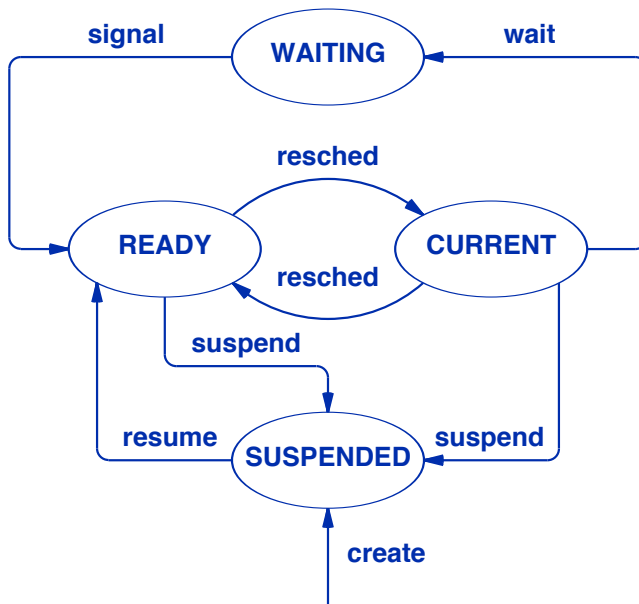 signal
WAITING
wait
resched
READY
CURRENT
resched
suspend
resume
SUSPENDED
suspend
create